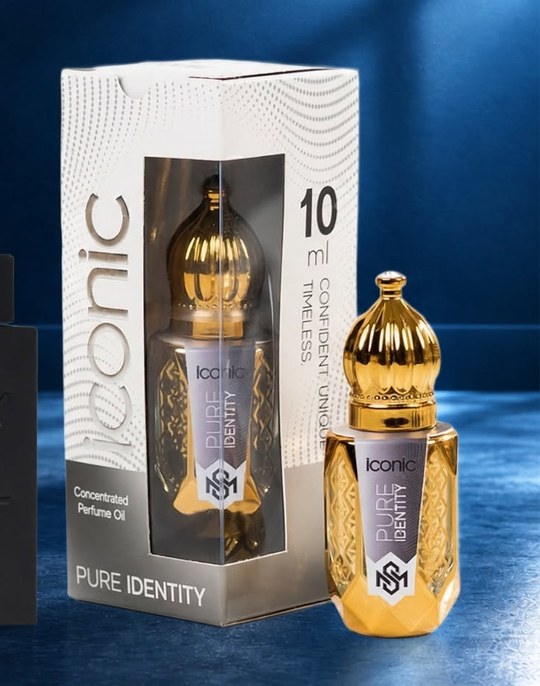 iconic
Concentrated
Perfume Oil
PURE IDENTITY
10
ml
CONFIDENT. UNIQUE
TIMELESS.
iconic
PURE
IDENTITY
iconic
PURE
IDENTITY